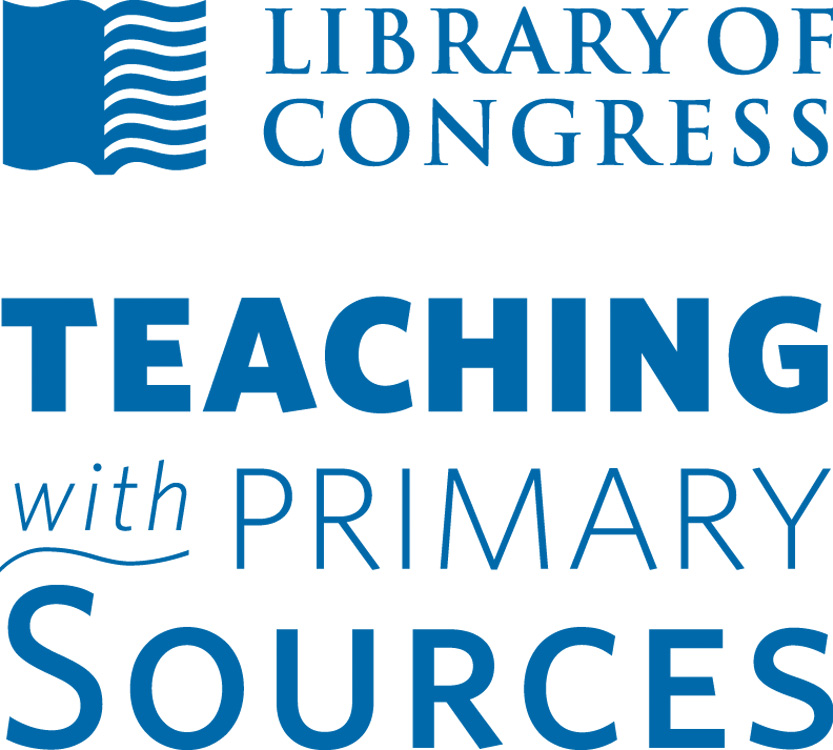 LIBRARY OF
CONGRESS
TEACHING
with PRIMARY
SOURCES